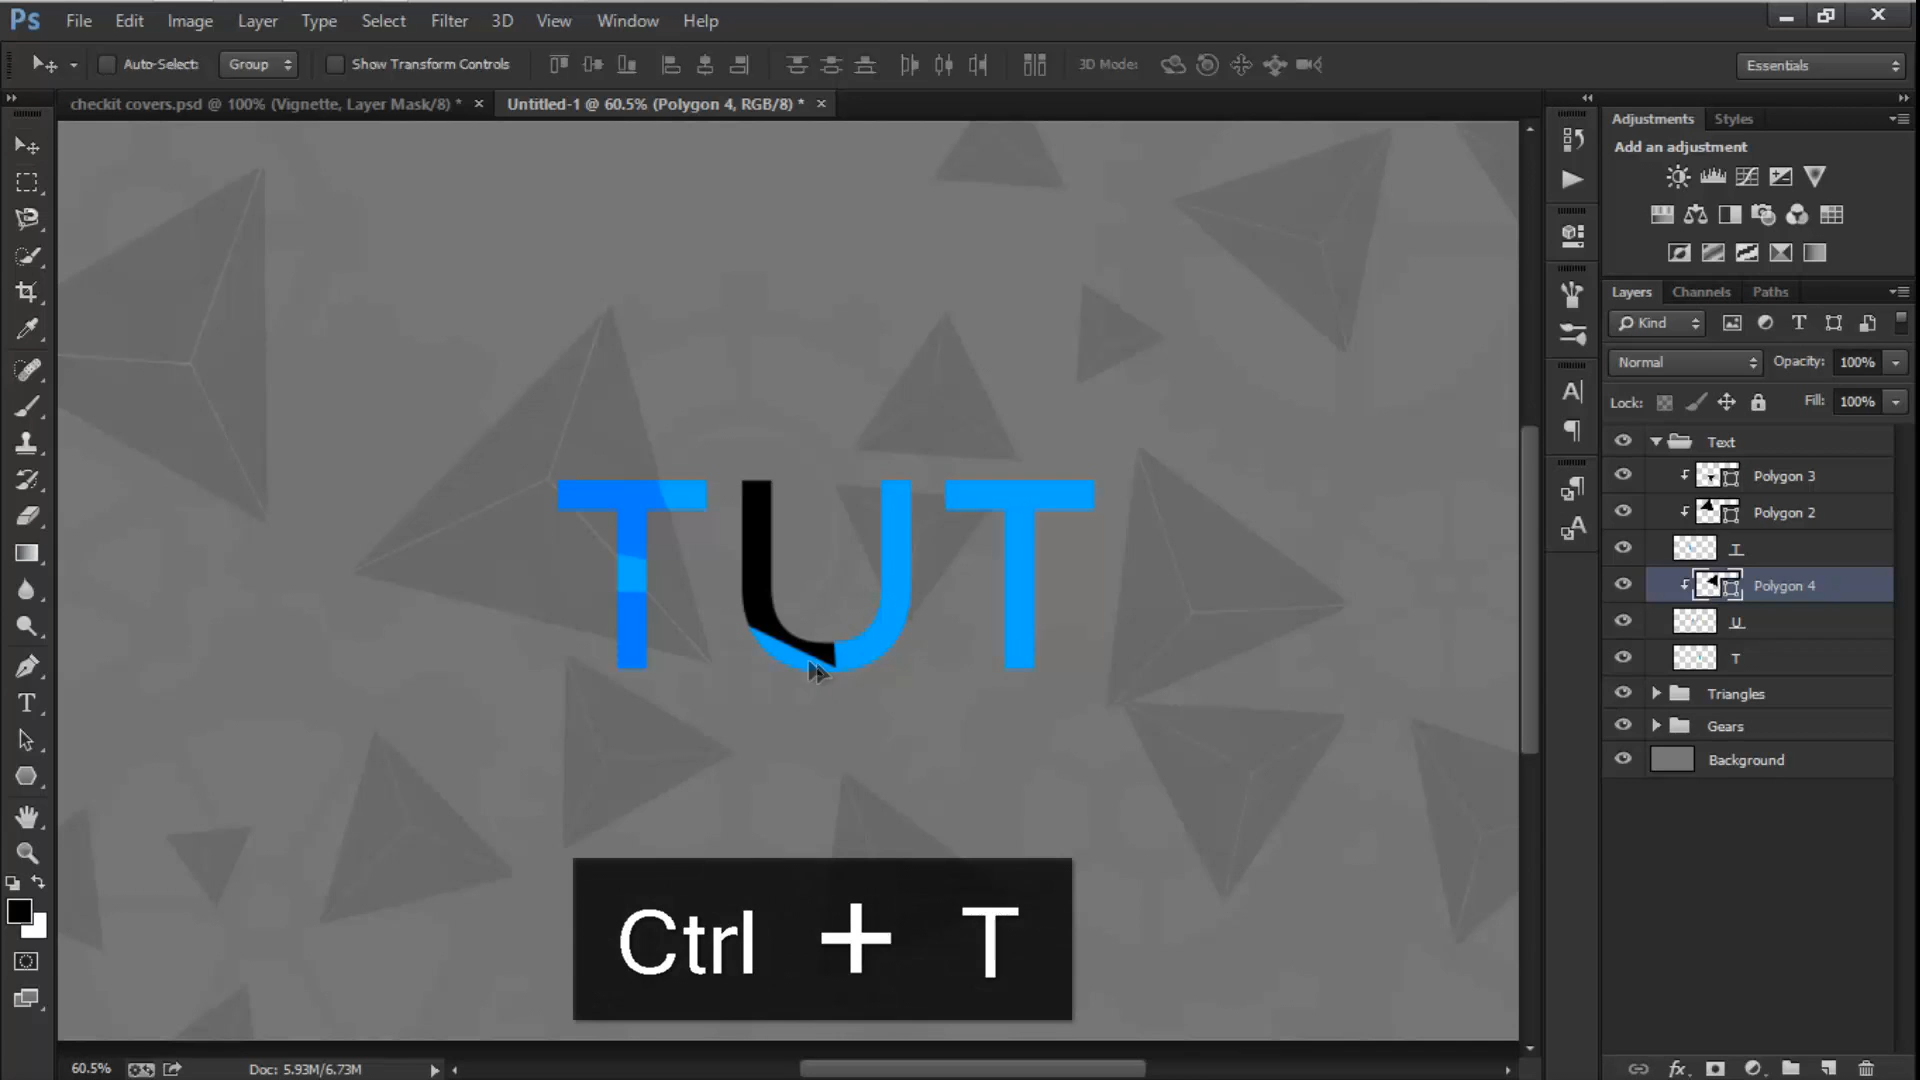 Ps File Edit Image Layer Type Select Filter 3D View Window Help
Auto-Select: Group Show Transform Controls 3D Mode: Essentials
checkit covers.psd @ 100% (Vignette, Layer Mask/8) * × Untitled-1 @ 60.5% (Polygon 4, RGB/8) * ×
Adjustments Styles
Add an adjustment
Layers Channels Paths
Kind
Normal Opacity: 100%
Lock: Fill: 100%
Text
Polygon 3
Polygon 2
T
Polygon 4
U
T
Triangles
Gears
Background
TUT
Ctrl + T
60.5% Doc: 5.93M/6.73M